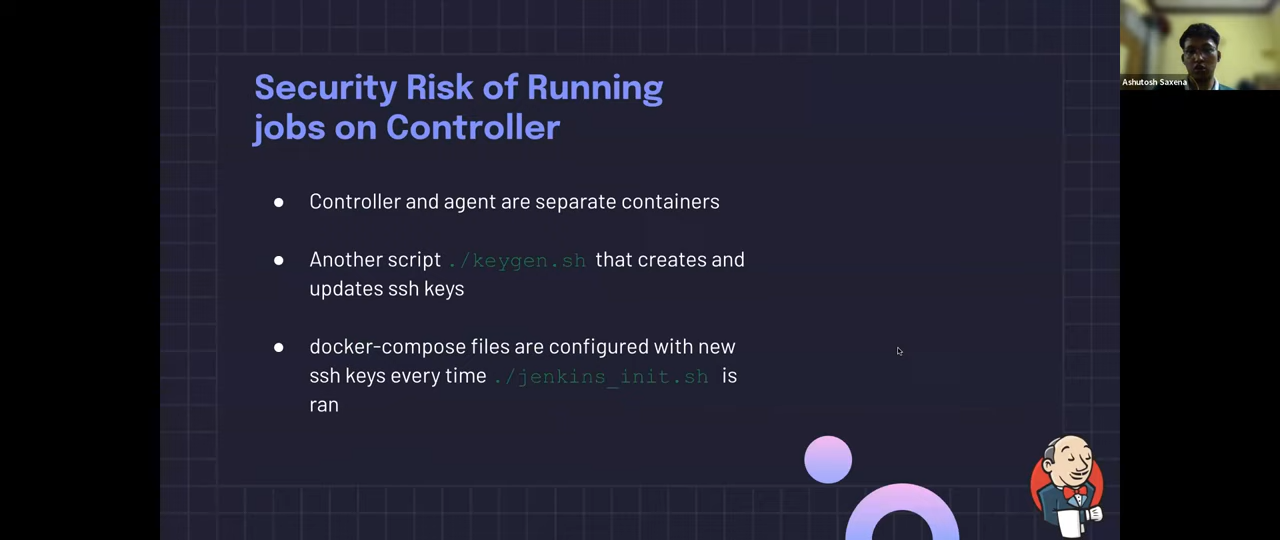 Security Risk of Running
jobs on Controller
● Controller and agent are separate containers
● Another script ./keygen.sh that creates and
updates ssh keys
● docker-compose files are configured with new
ssh keys every time ./jenkins_init.sh is
ran
Ashutosh Saxena